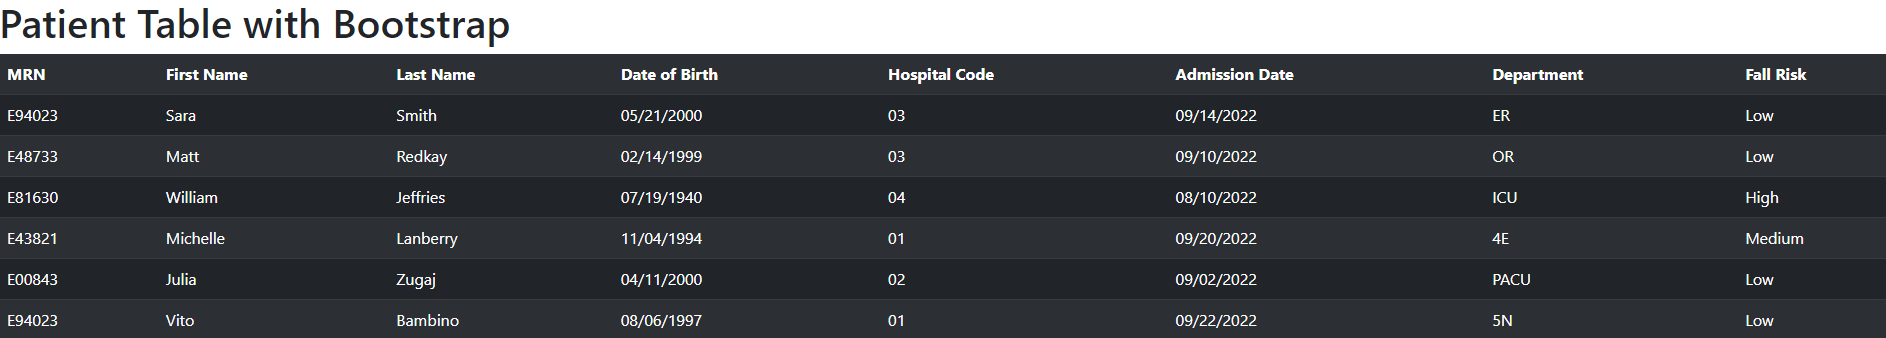 Patient Table with Bootstrap
MRN First Name Last Name Date of Birth Hospital Code Admission Date Department Fall Risk
E94023 Sara Smith 05/21/2000 03 09/14/2022 ER Low
E48733 Matt Redkay 02/14/1999 03 09/10/2022 OR Low
E81630 William Jeffries 07/19/1940 04 08/10/2022 ICU High
E43821 Michelle Lanberry 11/04/1994 01 09/20/2022 4E Medium
E00843 Julia Zugaj 04/11/2000 02 09/02/2022 PACU Low
E94023 Vito Bambino 08/06/1997 01 09/22/2022 5N Low